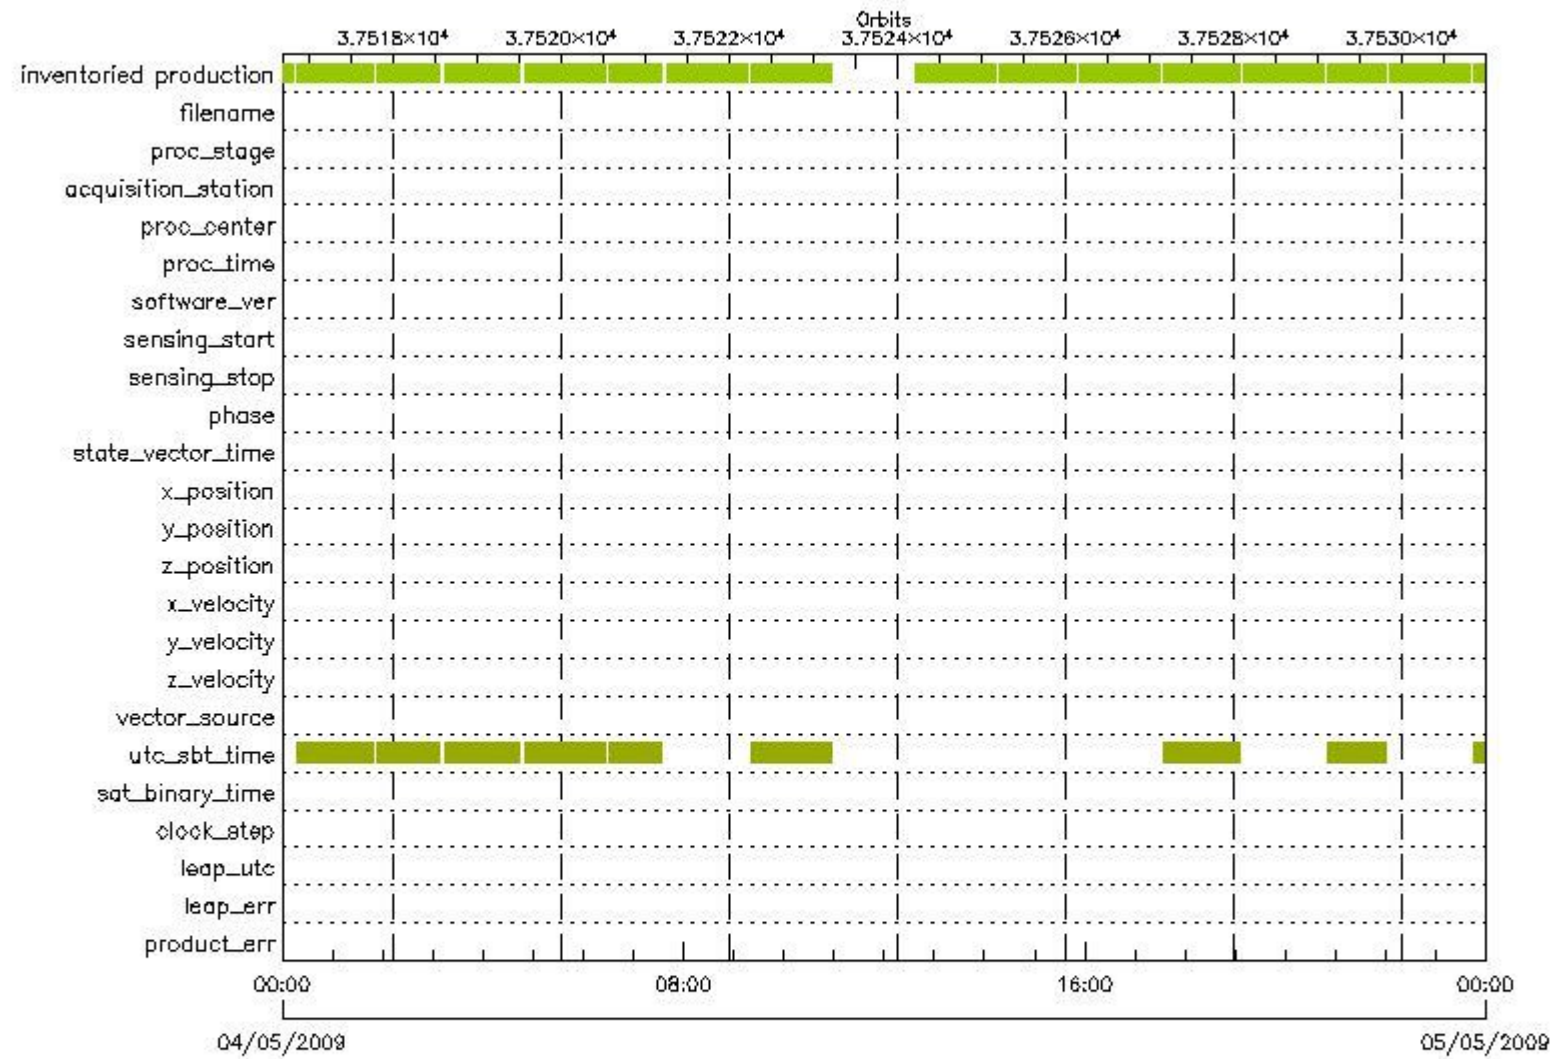 Orbits
3.7518×10⁴ 3.7520×10⁴ 3.7522×10⁴ 3.7524×10⁴ 3.7526×10⁴ 3.7528×10⁴ 3.7530×10⁴
inventoried production
filename
proc_stage
acquisition_station
proc_center
proc_time
software_ver
sensing_start
sensing_stop
phase
state_vector_time
x_position
y_position
z_position
x_velocity
y_velocity
z_velocity
vector_source
utc_sbt_time
sat_binary_time
clock_step
leap_utc
leap_err
product_err
00:00 08:00 16:00 00:00
04/05/2009 05/05/2009